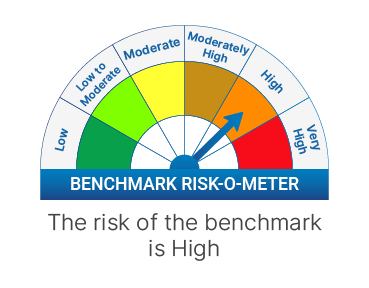 Low
Low to
Moderate
Moderate
Moderately
High
High
Very
High
BENCHMARK RISK-O-METER
The risk of the benchmark
is High